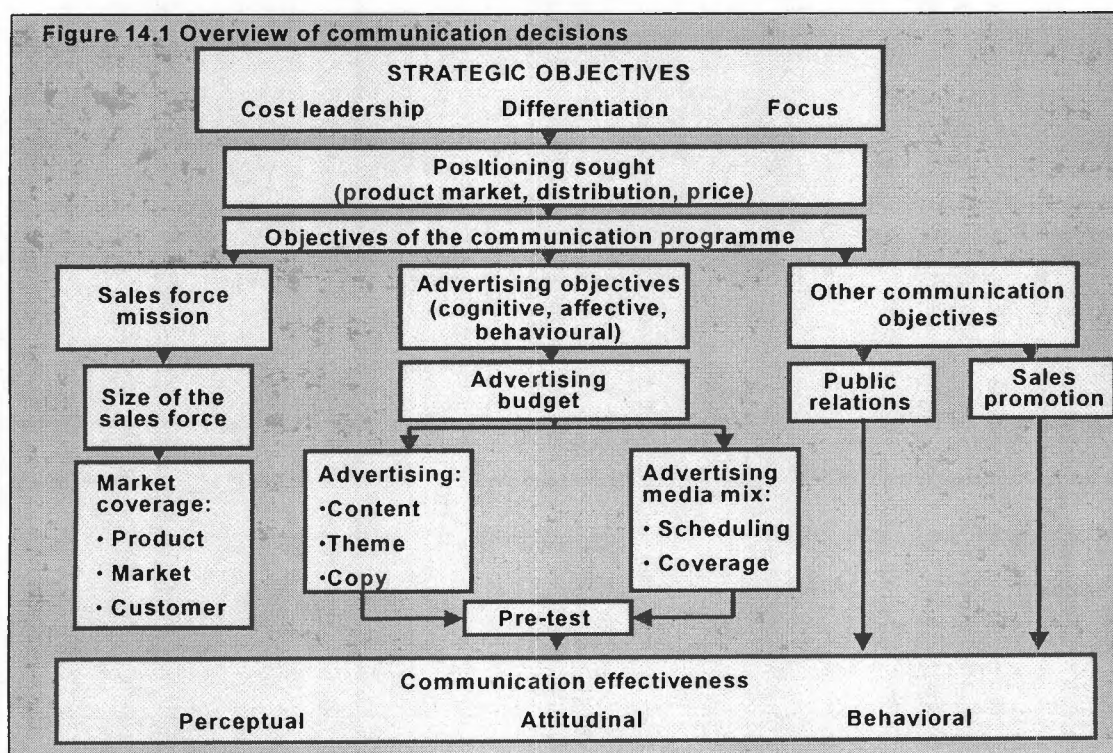 Figure 14.1 Overview of communication decisions
STRATEGIC OBJECTIVES
Cost leadership Differentiation Focus
Positioning sought
(product market, distribution, price)
Objectives of the communication programme
Sales force
mission
Advertising objectives
(cognitive, affective,
behavioural)
Other communication
objectives
Size of the
sales force
Advertising
budget
Public
relations
Sales
promotion
Market
coverage:
• Product
• Market
• Customer
Advertising:
•Content
•Theme
•Copy
Advertising
media mix:
• Scheduling
• Coverage
Pre-test
Communication effectiveness
Perceptual Attitudinal Behavioral